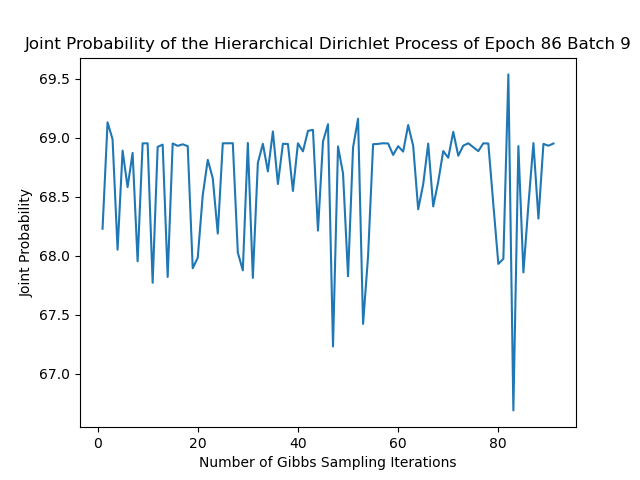 Joint Probability of the Hierarchical Dirichlet Process of Epoch 86 Batch 9
69.5
69.0
68.5
68.0
67.5
67.0
Joint Probability
0 20 40 60 80
Number of Gibbs Sampling Iterations